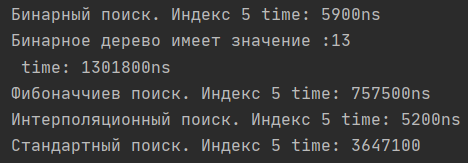 Бинарный поиск. Индекс 5 time: 5900ns
Бинарное дерево имеет значение :13
 time: 1301800ns
Фибоначчиев поиск. Индекс 5 time: 757500ns
Интерполяционный поиск. Индекс 5 time: 5200ns
Стандартный поиск. Индекс 5 time: 3647100